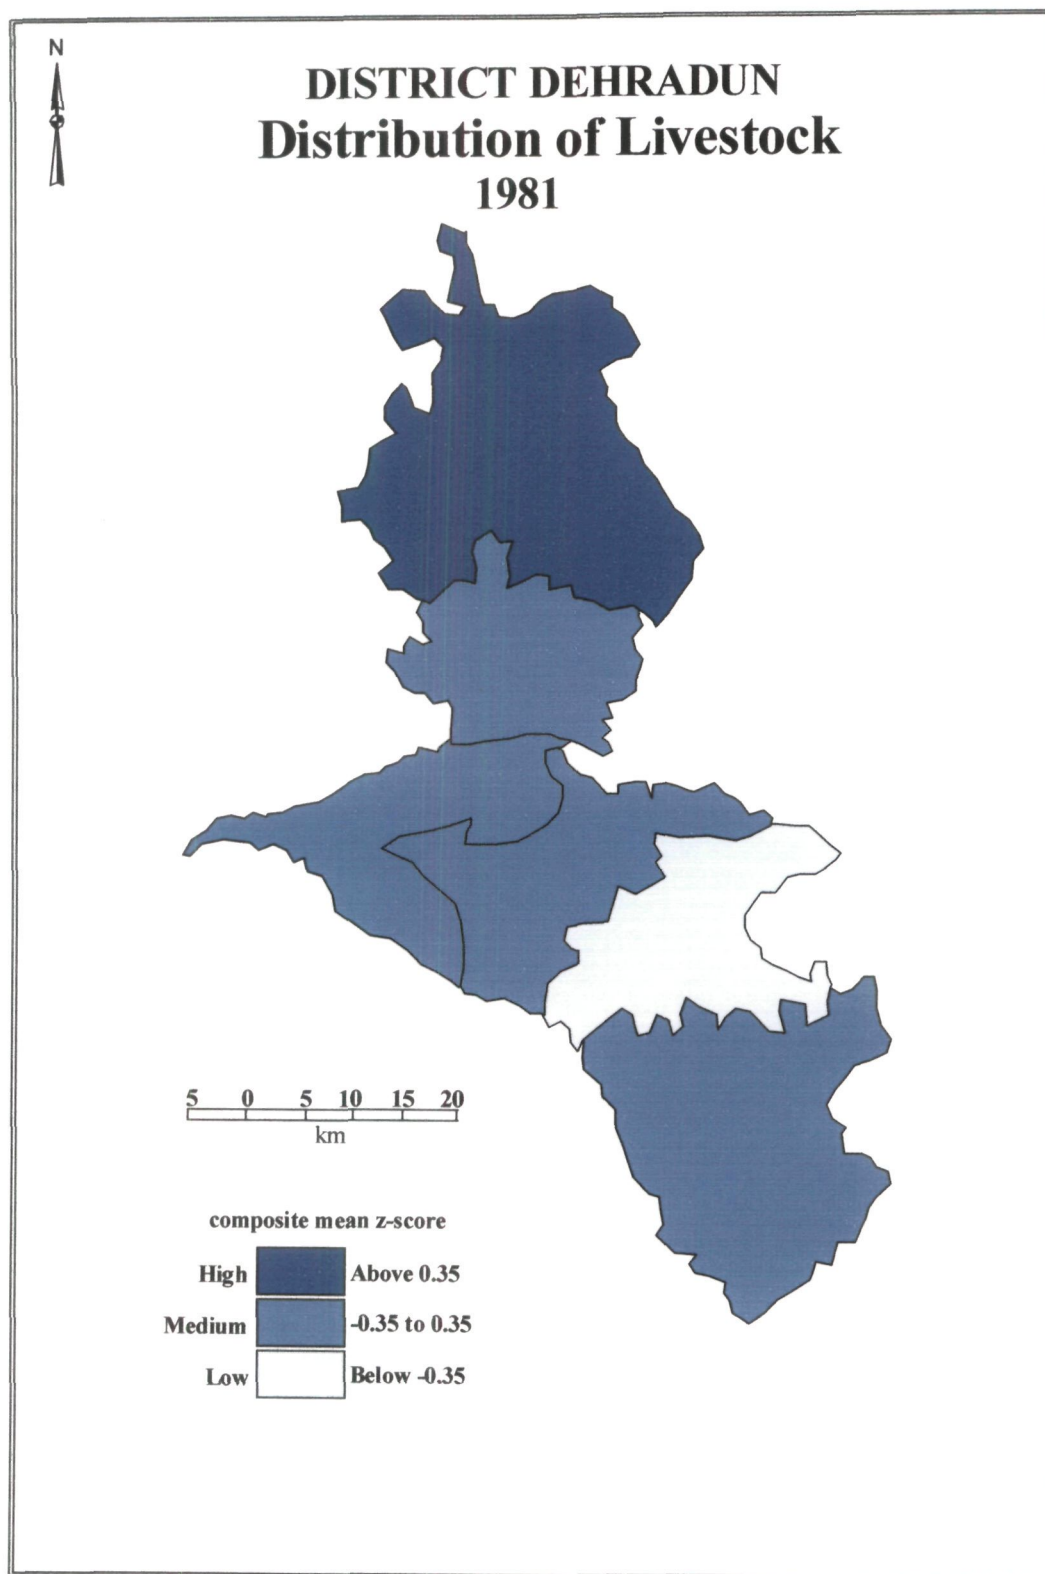 N
DISTRICT DEHRADUN
Distribution of Livestock
1981
5 0 5 10 15 20
km
composite mean z-score
High Above 0.35
Medium -0.35 to 0.35
Low Below -0.35